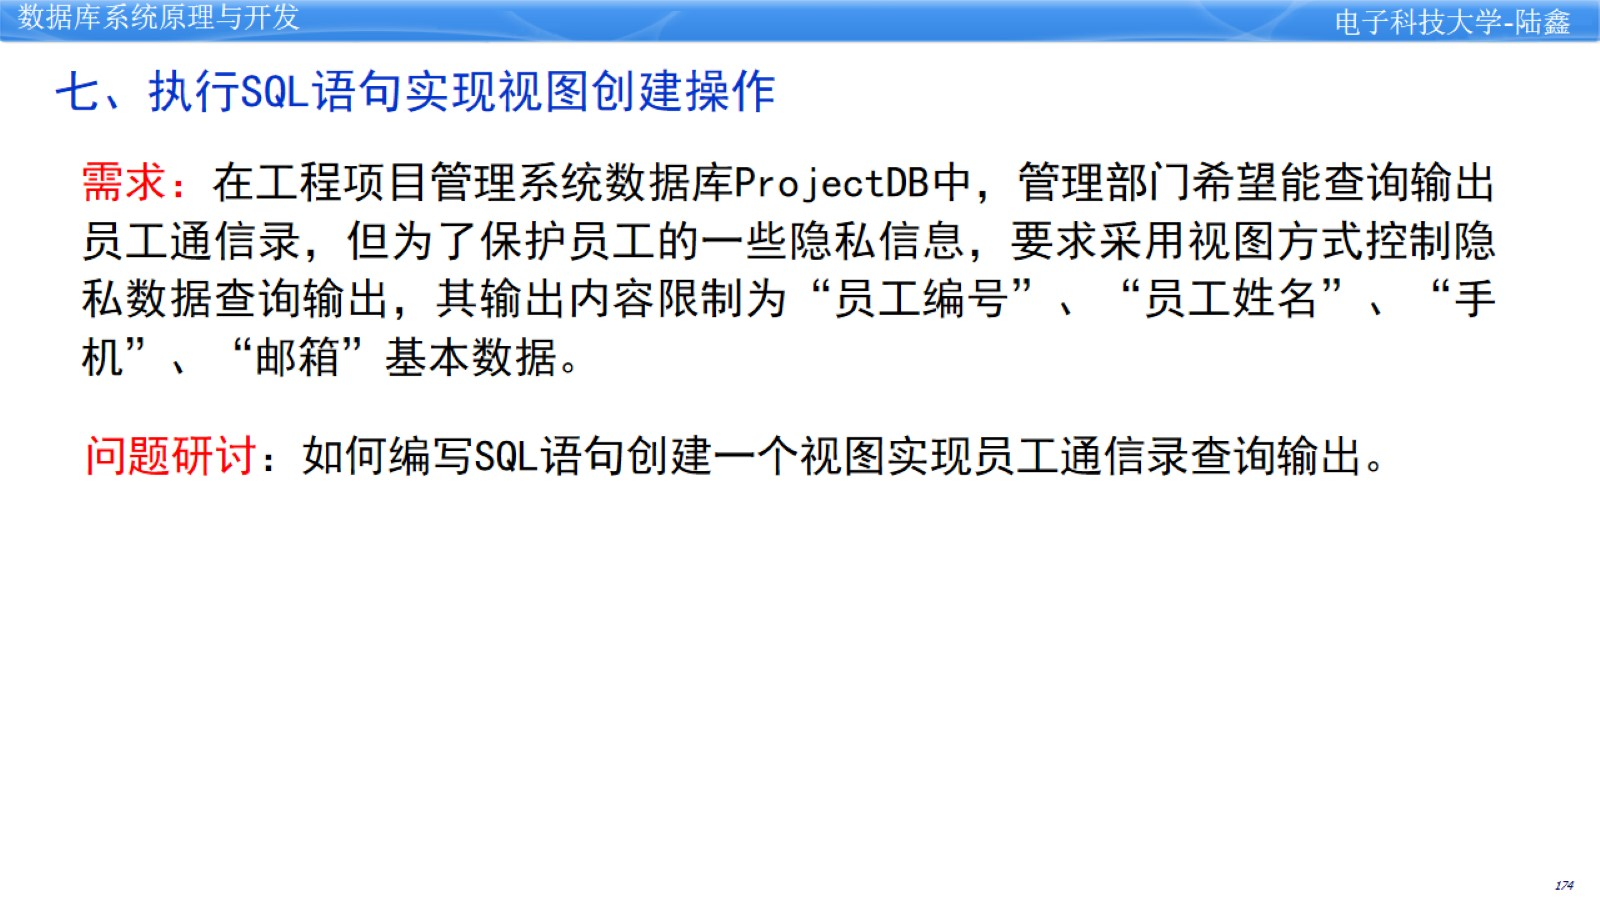 数据库系统原理与开发
电子科技大学-陆鑫
七、执行SQL语句实现视图创建操作
需求：在工程项目管理系统数据库ProjectDB中，管理部门希望能查询输出
员工通信录，但为了保护员工的一些隐私信息，要求采用视图方式控制隐
私数据查询输出，其输出内容限制为“员工编号”、“员工姓名”、“手
机”、“邮箱”基本数据。
问题研讨：如何编写SQL语句创建一个视图实现员工通信录查询输出。
174